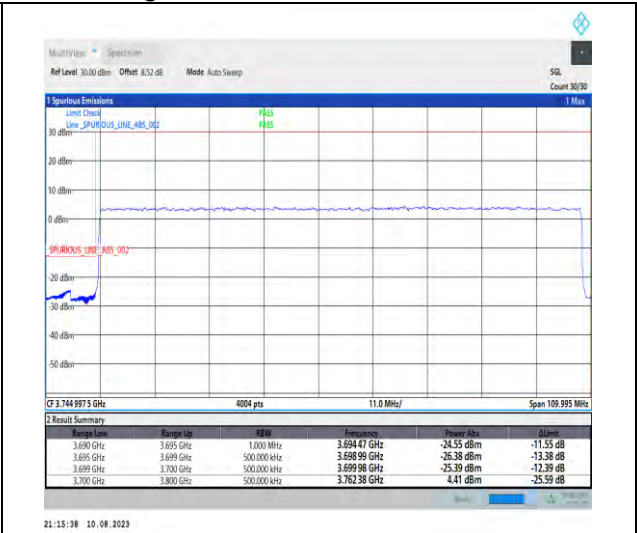 MultiView Spectrum
Ref Level 30.00 dBm Offset 8.52 dB Mode Auto Sweep SGL
Count 30/30
1 Spurious Emissions 1 Max
Limit Check PASS
Line _SPURIOUS_LINE_ABS_002 PASS
30 dBm
20 dBm
10 dBm
0 dBm
SPURIOUS_LINE_ABS_002
-20 dBm
-30 dBm
-40 dBm
-50 dBm
CF 3.744 997 5 GHz 4004 pts 11.0 MHz/ Span 109.995 MHz
2 Result Summary
Range Low Range Up RBW Frequency Power Abs ΔLimit
3.690 GHz 3.695 GHz 1.000 MHz 3.694 47 GHz -24.55 dBm -11.55 dB
3.695 GHz 3.699 GHz 500.000 kHz 3.698 99 GHz -26.38 dBm -13.38 dB
3.699 GHz 3.700 GHz 500.000 kHz 3.699 98 GHz -25.39 dBm -12.39 dB
3.700 GHz 3.800 GHz 500.000 kHz 3.762 38 GHz 4.41 dBm -25.59 dB
21:15:38 10.08.2023